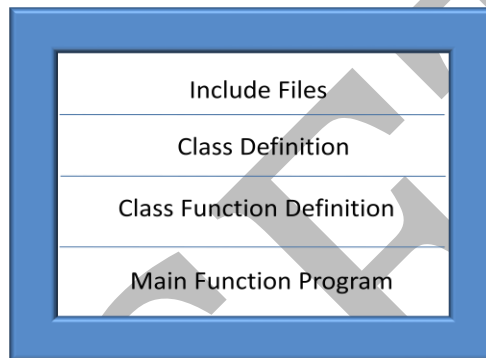 Include Files
Class Definition
Class Function Definition
Main Function Program